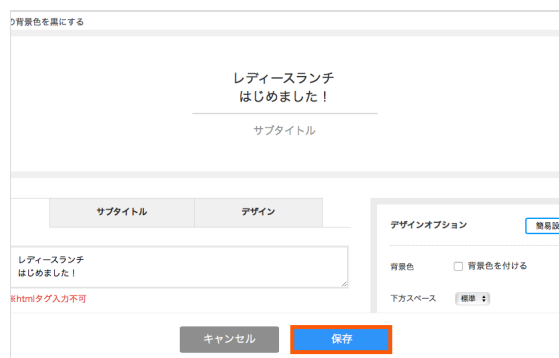 の背景色を黒にする
レディースランチ
はじめました！
サブタイトル
サブタイトル
デザイン
デザインオプション
簡易設
レディースランチ
はじめました！
背景色
背景色を付ける
※htmlタグ入力不可
下方スペース
標準
キャンセル
保存